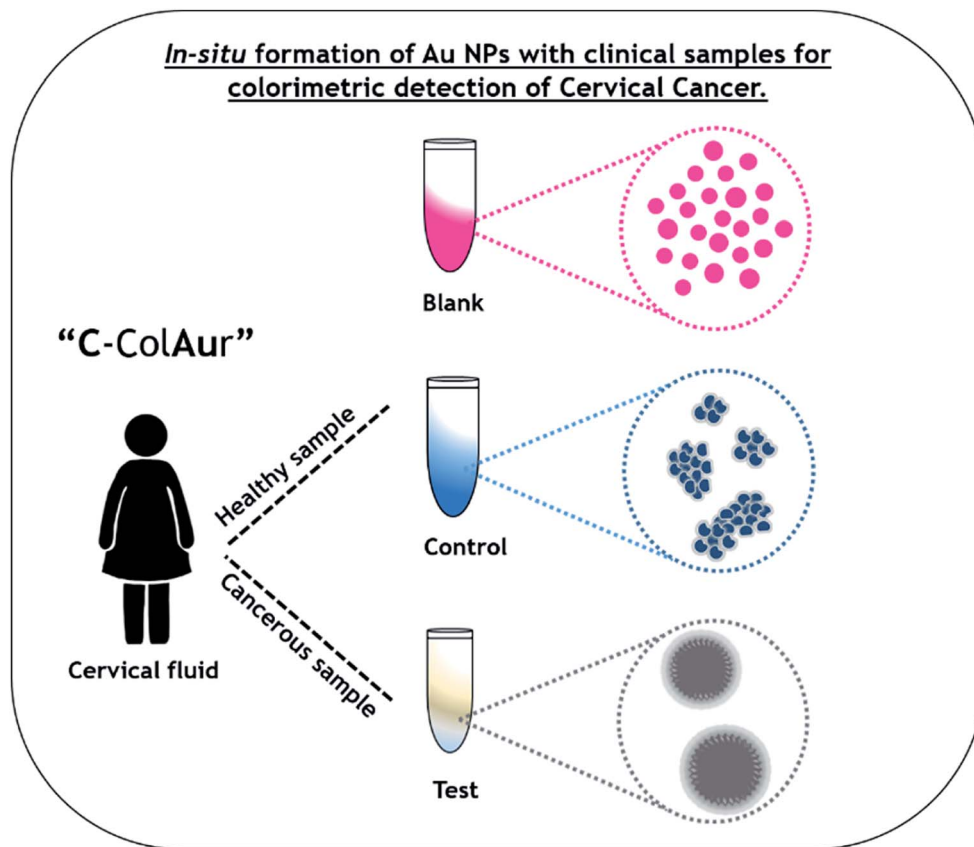 In-situ formation of Au NPs with clinical samples for
colorimetric detection of Cervical Cancer.
Blank
“C-ColAur”
Healthy sample
Control
Cancerous sample
Cervical fluid
Test